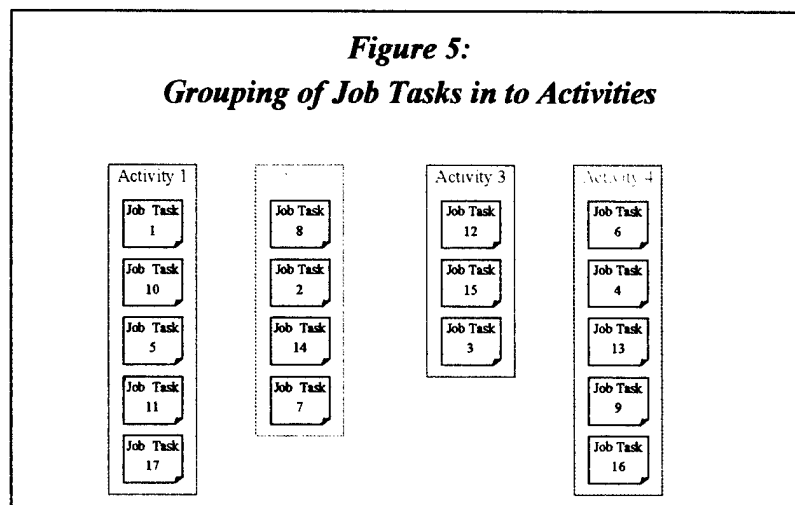 Figure 5:
Grouping of Job Tasks in to Activities
Activity 1
Job Task
1
Job Task
10
Job Task
5
Job Task
11
Job Task
17
Job Task
8
Job Task
2
Job Task
14
Job Task
7
Activity 3
Job Task
12
Job Task
15
Job Task
3
Activity 4
Job Task
6
Job Task
4
Job Task
13
Job Task
9
Job Task
16